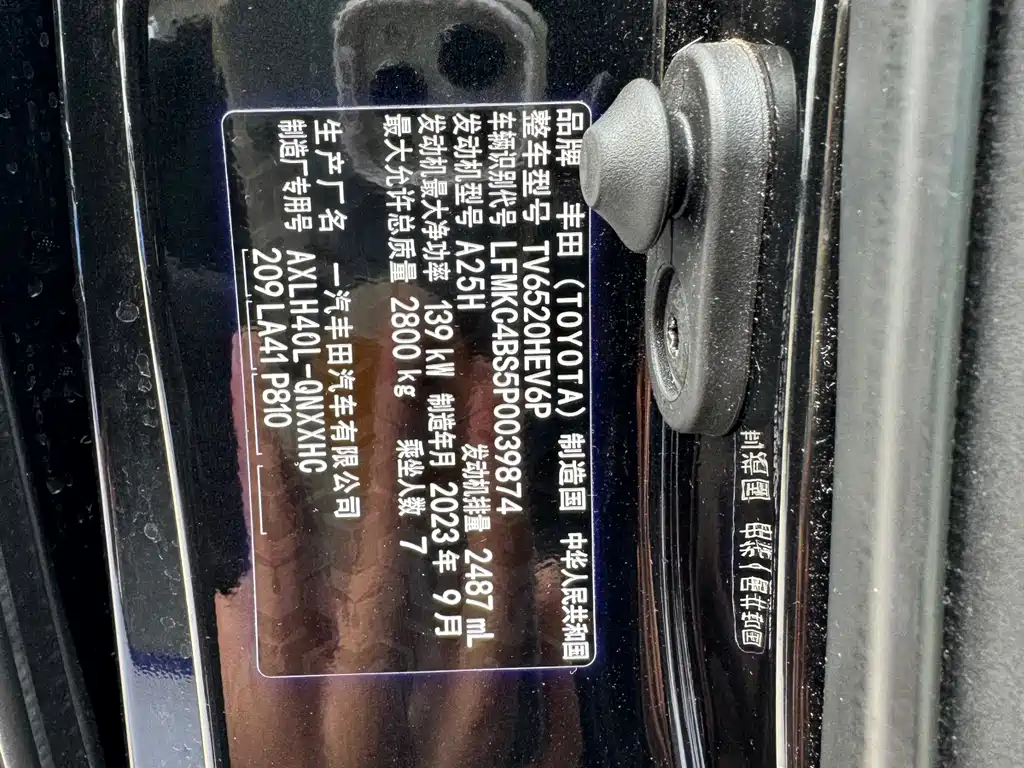 品牌 丰田（TOYOTA） 制造国 中华人民共和国
整车型号 TV6520HEV6P
车辆识别代号 LFMKC4BS5P0039874
发动机型号 A25H 发动机排量 2487 mL
发动机最大净功率 139 kW 制造年月 2023年 9月
最大允许总质量 2800 kg 乘坐人数 7
生产厂名 一汽丰田汽车有限公司
制造厂专用号 AXLH40L-QNXXHC
209 LA41 P810